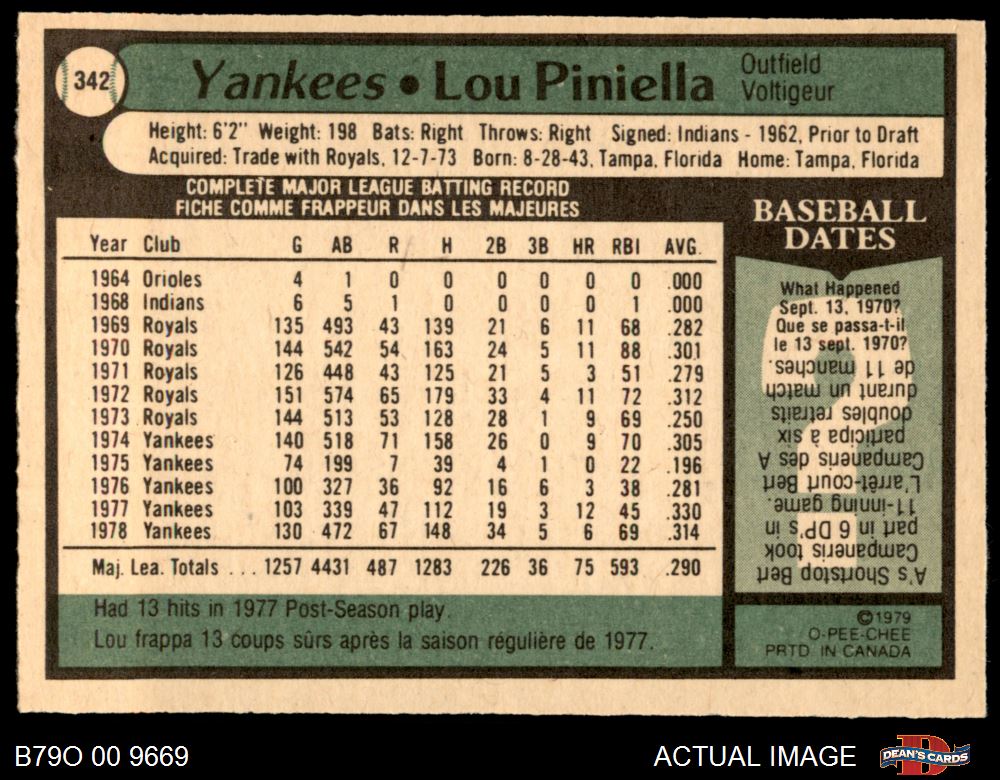 342
Yankees • Lou Piniella
Outfield
Voltigeur
Height: 6'2" Weight: 198 Bats: Right Throws: Right Signed: Indians - 1962, Prior to Draft
Acquired: Trade with Royals, 12-7-73 Born: 8-28-43, Tampa, Florida Home: Tampa, Florida
COMPLETE MAJOR LEAGUE BATTING RECORD
FICHE COMME FRAPPEUR DANS LES MAJEURES
Year Club G AB R H 2B 3B HR RBI AVG.
1964 Orioles 4 1 0 0 0 0 0 0 .000
1968 Indians 6 5 1 0 0 0 0 1 .000
1969 Royals 135 493 43 139 21 6 11 68 .282
1970 Royals 144 542 54 163 24 5 11 88 .301
1971 Royals 126 448 43 125 21 5 3 51 .279
1972 Royals 151 574 65 179 33 4 11 72 .312
1973 Royals 144 513 53 128 28 1 9 69 .250
1974 Yankees 140 518 71 158 26 0 9 70 .305
1975 Yankees 74 199 7 39 4 1 0 22 .196
1976 Yankees 100 327 36 92 16 6 3 38 .281
1977 Yankees 103 339 47 112 19 3 12 45 .330
1978 Yankees 130 472 67 148 34 5 6 69 .314
Maj. Lea. Totals ... 1257 4431 487 1283 226 36 75 593 .290
Had 13 hits in 1977 Post-Season play.
Lou frappa 13 coups sûrs après la saison régulière de 1977.
BASEBALL
DATES
What Happened
Sept. 13, 1970?
Que se passa-t-il
le 13 sept. 1970?
A's Shortstop Bert
Campaneris took
part in 6 DP's in
11-inning game.
L'arrêt-court Bert
Campaneris des A
participa à six
doubles retraits
durant un match
de 11 manches.
©1979
O-PEE-CHEE
PRTD. IN CANADA
B79O 00 9669
ACTUAL IMAGE
DEAN'S CARDS